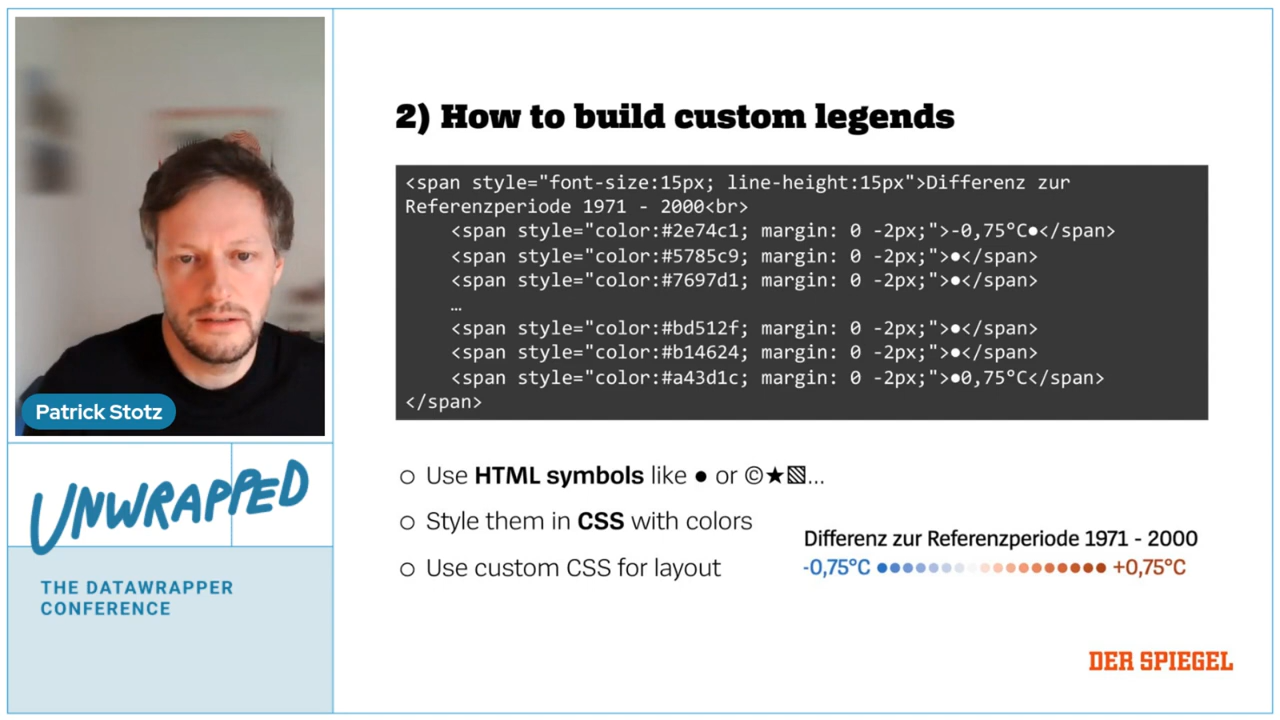 2) How to build custom legends
<span style="font-size:15px; line-height:15px">Differenz zur
Referenzperiode 1971 - 2000<br>
<span style="color:#2e74c1; margin: 0 -2px;">-0,75°C●</span>
<span style="color:#5785c9; margin: 0 -2px;">●</span>
<span style="color:#7697d1; margin: 0 -2px;">●</span>
…
<span style="color:#bd512f; margin: 0 -2px;">●</span>
<span style="color:#b14624; margin: 0 -2px;">●</span>
<span style="color:#a43d1c; margin: 0 -2px;">●0,75°C</span>
</span>
○ Use HTML symbols like ● or ©★▧...
○ Style them in CSS with colors
○ Use custom CSS for layout
Differenz zur Referenzperiode 1971 - 2000
-0,75°C ●●●●●●●●●●●●●●●●●● +0,75°C
DER SPIEGEL
Patrick Stotz
UNWRAPPED
THE DATAWRAPPER
CONFERENCE